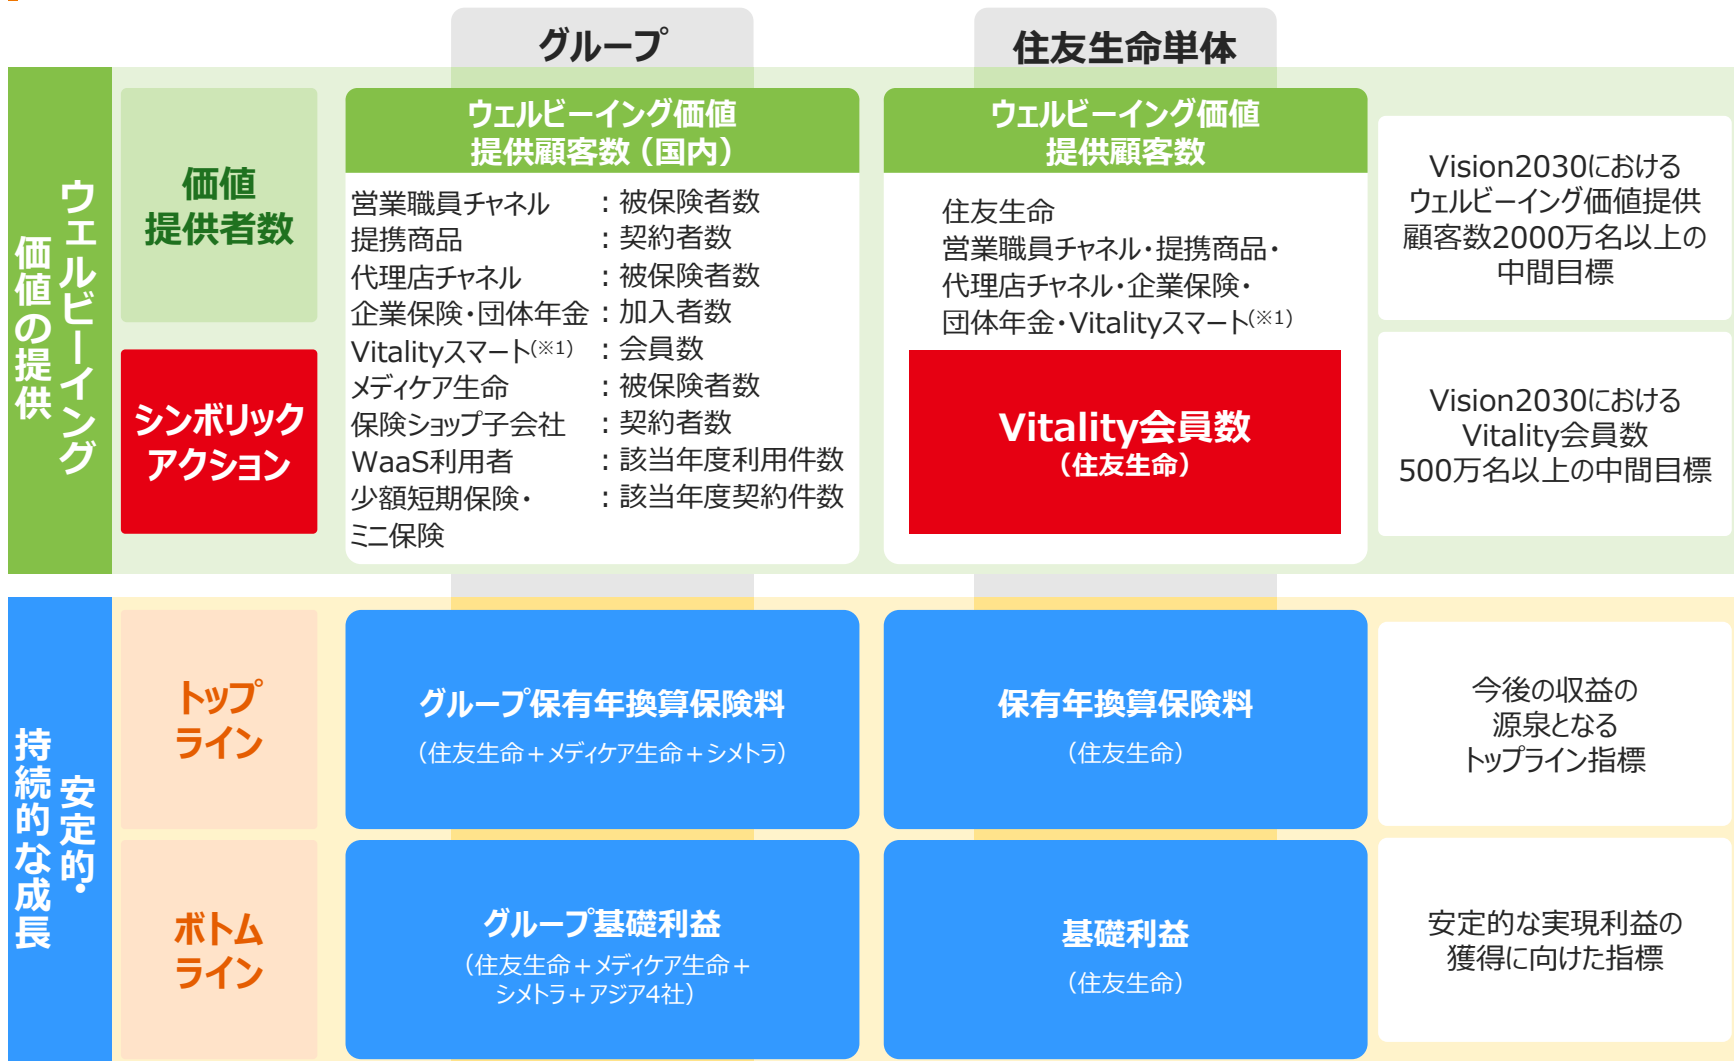 グループ
住友生命単体
ウェルビーイング
価値の提供
価値
提供者数
ウェルビーイング価値
提供顧客数（国内）
営業職員チャネル ：被保険者数
提携商品 ：契約者数
代理店チャネル ：被保険者数
企業保険・団体年金：加入者数
Vitalityスマート(※1) ：会員数
メディケア生命 ：被保険者数
保険ショップ子会社 ：契約者数
WaaS利用者 ：該当年度利用件数
少額短期保険・ ：該当年度契約件数
ミニ保険
ウェルビーイング価値
提供顧客数
住友生命
営業職員チャネル・提携商品・
代理店チャネル・企業保険・
団体年金・Vitalityスマート(※1)
Vision2030における
ウェルビーイング価値提供
顧客数2000万名以上の
中間目標
シンボリック
アクション
Vitality会員数
（住友生命）
Vision2030における
Vitality会員数
500万名以上の中間目標
安定的・
持続的な成長
トップ
ライン
グループ保有年換算保険料
（住友生命＋メディケア生命＋シメトラ）
保有年換算保険料
（住友生命）
今後の収益の
源泉となる
トップライン指標
ボトム
ライン
グループ基礎利益
（住友生命＋メディケア生命＋
シメトラ＋アジア4社）
基礎利益
（住友生命）
安定的な実現利益の
獲得に向けた指標